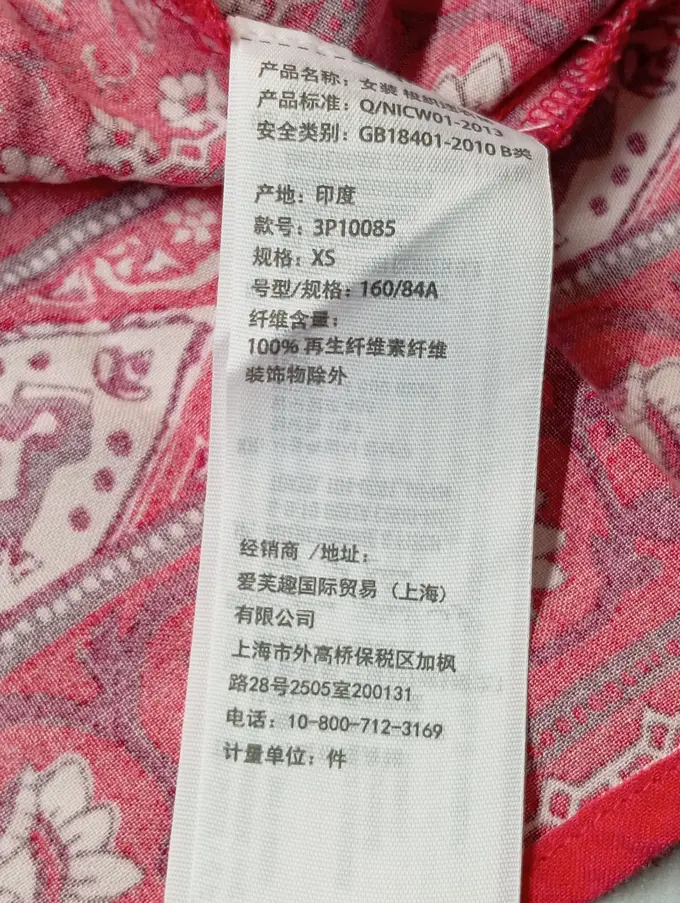 产品名称：女装 梭织
产品标准：Q/NICW01-2013
安全类别：GB18401-2010 B类
产地：印度
款号：3P10085
规格：XS
号型/规格：160/84A
纤维含量：
100% 再生纤维素纤维
装饰物除外
经销商 /地址：
爱芙趣国际贸易 (上海)
有限公司
上海市外高桥保税区加枫
路28号2505室200131
电话：10-800-712-3169
计量单位：件